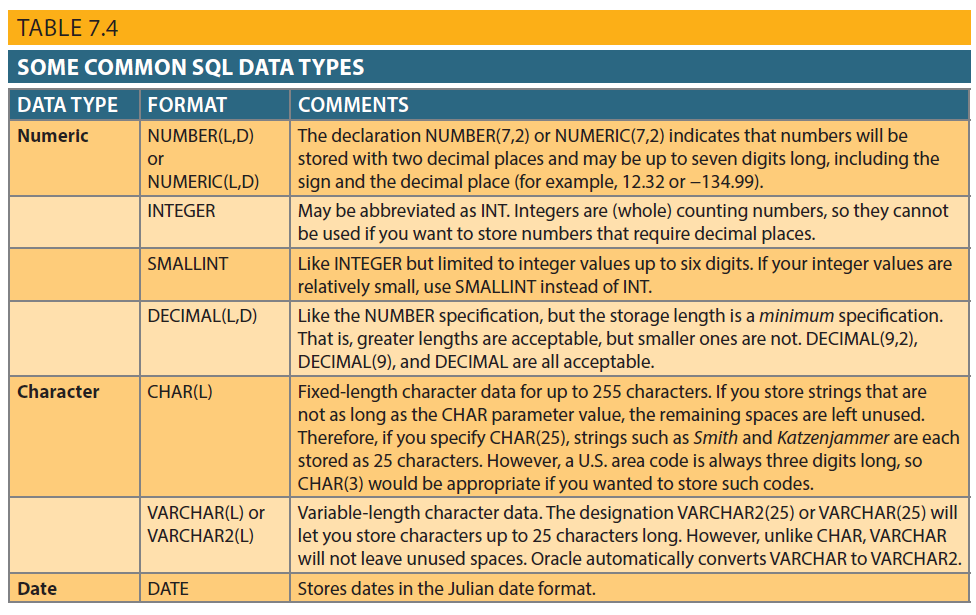 TABLE 7.4
SOME COMMON SQL DATA TYPES
DATA TYPE FORMAT COMMENTS
Numeric NUMBER(L,D) The declaration NUMBER(7,2) or NUMERIC(7,2) indicates that numbers will be
or stored with two decimal places and may be up to seven digits long, including the
NUMERIC(L,D) sign and the decimal place (for example, 12.32 or −134.99).
INTEGER May be abbreviated as INT. Integers are (whole) counting numbers, so they cannot
be used if you want to store numbers that require decimal places.
SMALLINT Like INTEGER but limited to integer values up to six digits. If your integer values are
relatively small, use SMALLINT instead of INT.
DECIMAL(L,D) Like the NUMBER specification, but the storage length is a minimum specification.
That is, greater lengths are acceptable, but smaller ones are not. DECIMAL(9,2),
DECIMAL(9), and DECIMAL are all acceptable.
Character CHAR(L) Fixed-length character data for up to 255 characters. If you store strings that are
not as long as the CHAR parameter value, the remaining spaces are left unused.
Therefore, if you specify CHAR(25), strings such as Smith and Katzenjammer are each
stored as 25 characters. However, a U.S. area code is always three digits long, so
CHAR(3) would be appropriate if you wanted to store such codes.
VARCHAR(L) or Variable-length character data. The designation VARCHAR2(25) or VARCHAR(25) will
VARCHAR2(L) let you store characters up to 25 characters long. However, unlike CHAR, VARCHAR
will not leave unused spaces. Oracle automatically converts VARCHAR to VARCHAR2.
Date DATE Stores dates in the Julian date format.